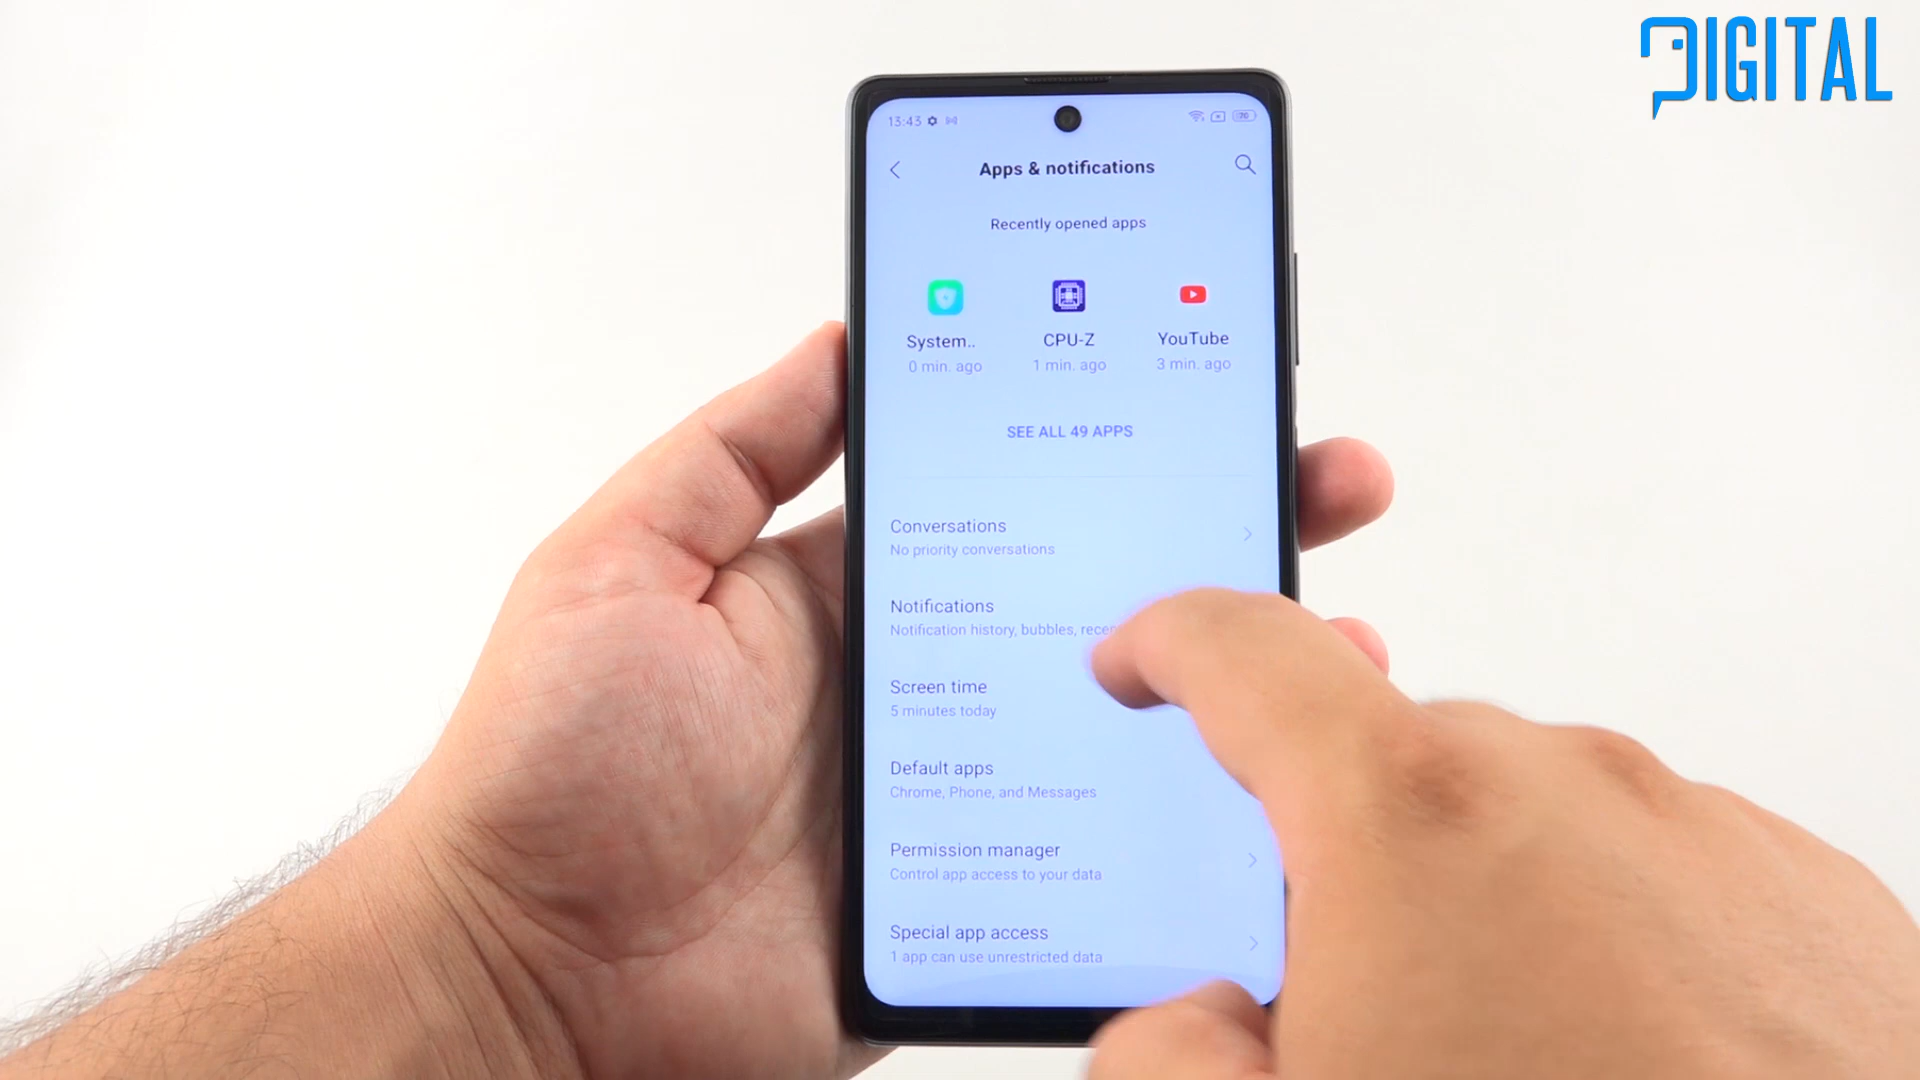 DIGITAL
13:43
70
Apps & notifications
Recently opened apps
System..
CPU-Z
YouTube
0 min. ago
1 min. ago
3 min. ago
SEE ALL 49 APPS
Conversations
No priority conversations
Notifications
Notification history, bubbles, recen
Screen time
5 minutes today
Default apps
Chrome, Phone, and Messages
Permission manager
Control app access to your data
Special app access
1 app can use unrestricted data